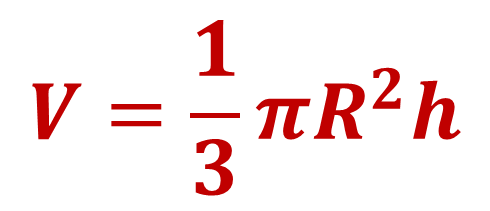 V = 1/3 πR²h